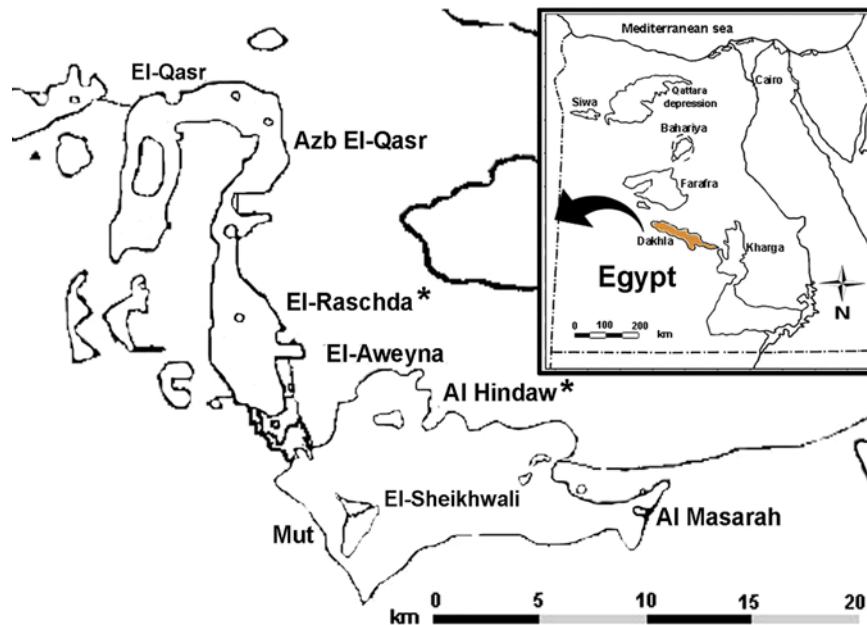 El-Qasr
Azb El-Qasr
El-Raschda*
El-Aweyna
Al Hindaw*
El-Sheikhwali
Mut
Al Masarah
km 0 5 10 15 20
Mediterranean sea
Cairo
Siwa
Qattara
depression
Bahariya
Farafra
Dakhla
Kharga
Egypt
N
0 100 200
km